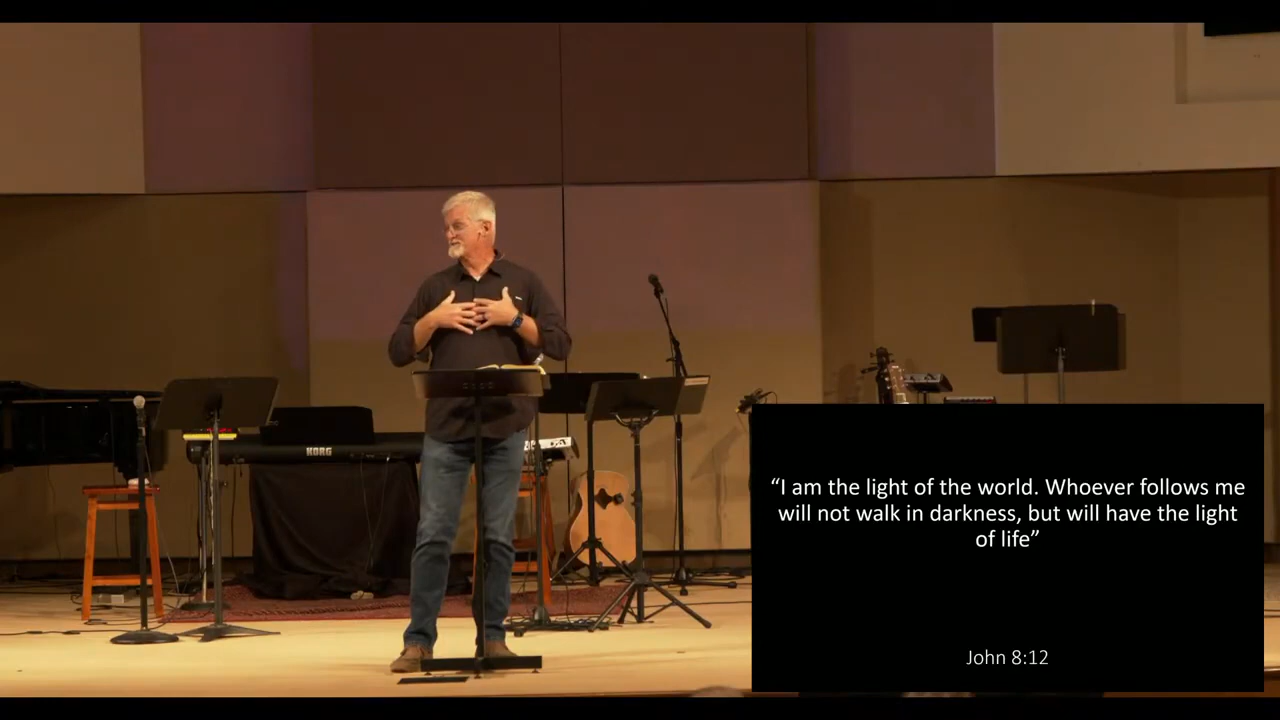 KORG
“I am the light of the world. Whoever follows me
will not walk in darkness, but will have the light
of life”
John 8:12